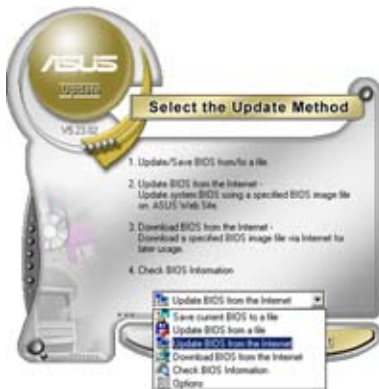 ASUS
Update
V5.23.02
Select the Update Method
1. Update/Save BIOS from/to a file.
2. Update BIOS from the Internet -
Update system BIOS using a specified BIOS image file
on ASUS Web Site.
3. Download BIOS from the Internet -
Download a specified BIOS image file via Internet for
later usage.
4. Check BIOS Information
Update BIOS from the Internet
Save current BIOS to a file
Update BIOS from a file
Update BIOS from the Internet
Download BIOS from the Internet
Check BIOS Information
Options